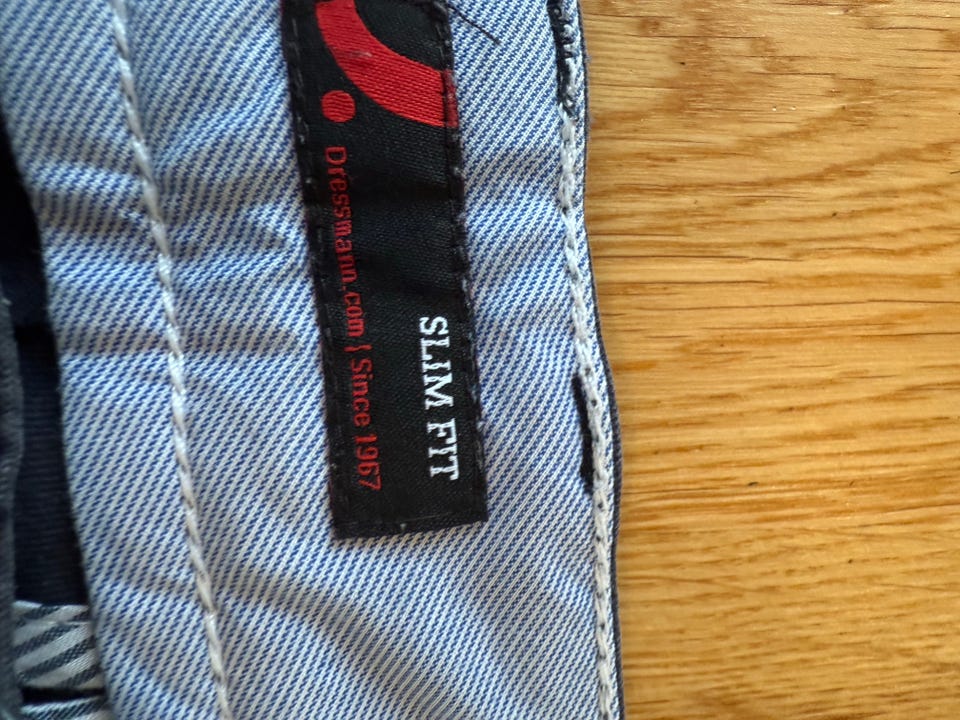 SLIM FIT
Dressmann.com | Since 1967